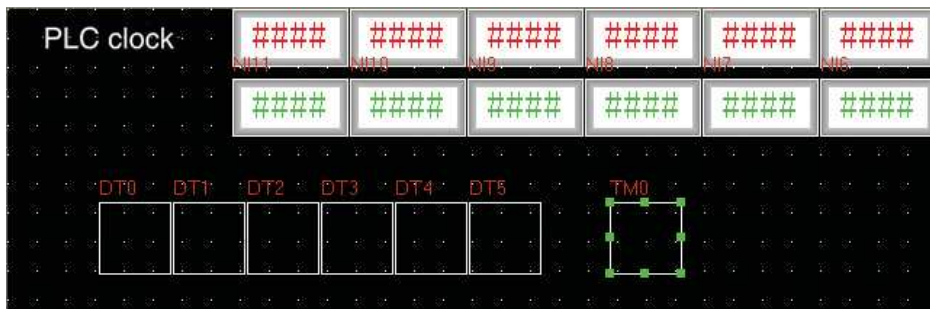 PLC clock #### #### #### #### #### ####
NI11 NI10 NI9 NI8 NI7 NI6
#### #### #### #### #### ####
DT0 DT1 DT2 DT3 DT4 DT5 TM0